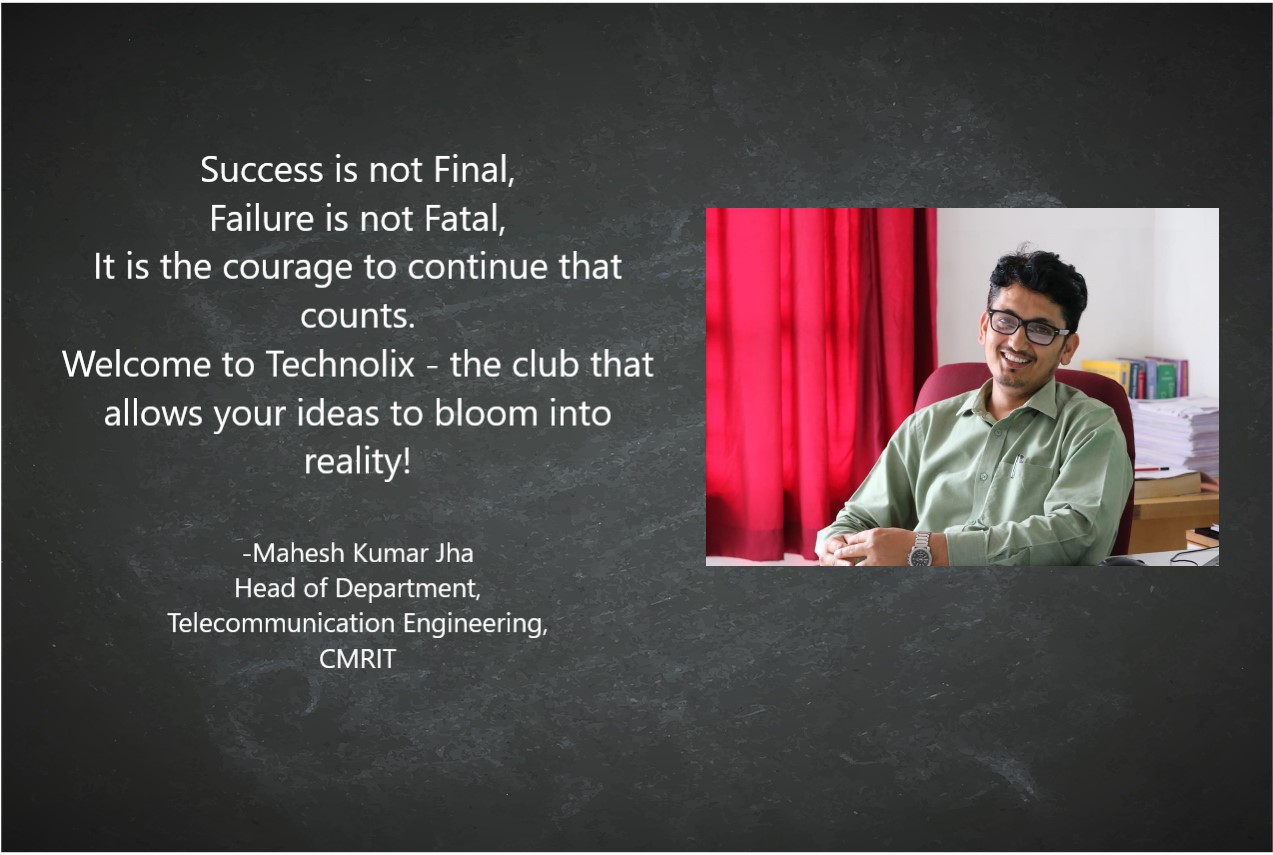 Success is not Final,
Failure is not Fatal,
It is the courage to continue that
counts.
Welcome to Technolix - the club that
allows your ideas to bloom into
reality!
-Mahesh Kumar Jha
Head of Department,
Telecommunication Engineering,
CMRIT